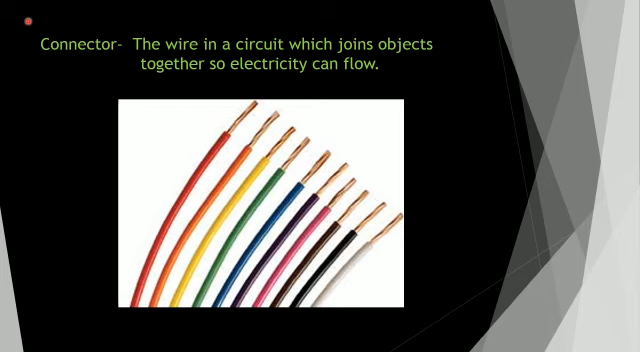 Connector-  The wire in a circuit which joins objects
together so electricity can flow.